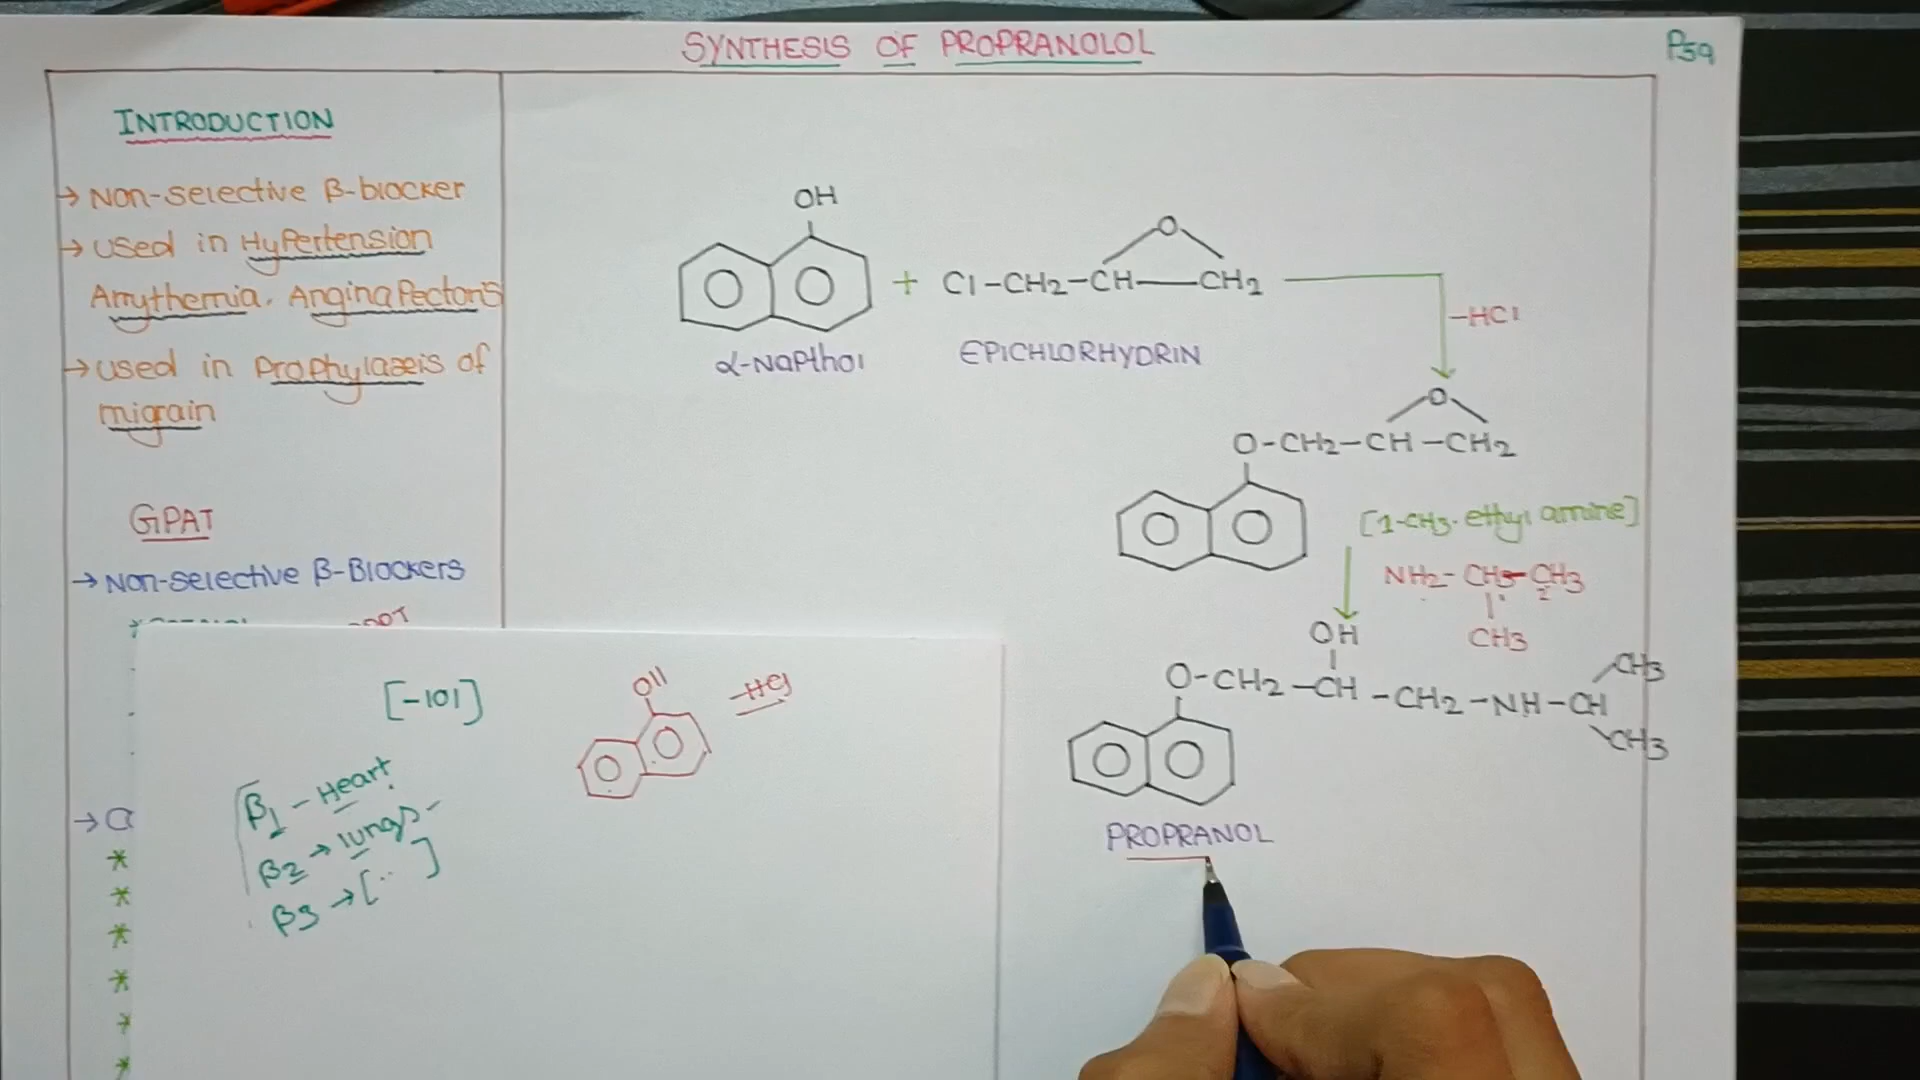 SYNTHESIS OF PROPRANOLOL
P59
INTRODUCTION
→ Non-selective β-blocker
→ used in Hypertension
Arrythemia, Angina Pectoris
→ used in Prophylaxeis of
migrain
GPAT
→ Non-selective β-Blockers
OH
+ Cl-CH2-CH-CH2
O
α-Napthol
EPICHLORHYDRIN
-HCl
O
O-CH2-CH-CH2
[1-CH3-ethyl amine]
NH2-CH-CH3
2
CH3
OH
O-CH2-CH-CH2-NH-CH
CH3
CH3
PROPRANOL
[-lol]
OH
-HCl
β1 - Heart
β2 → lungs -
β3 → [.. ]